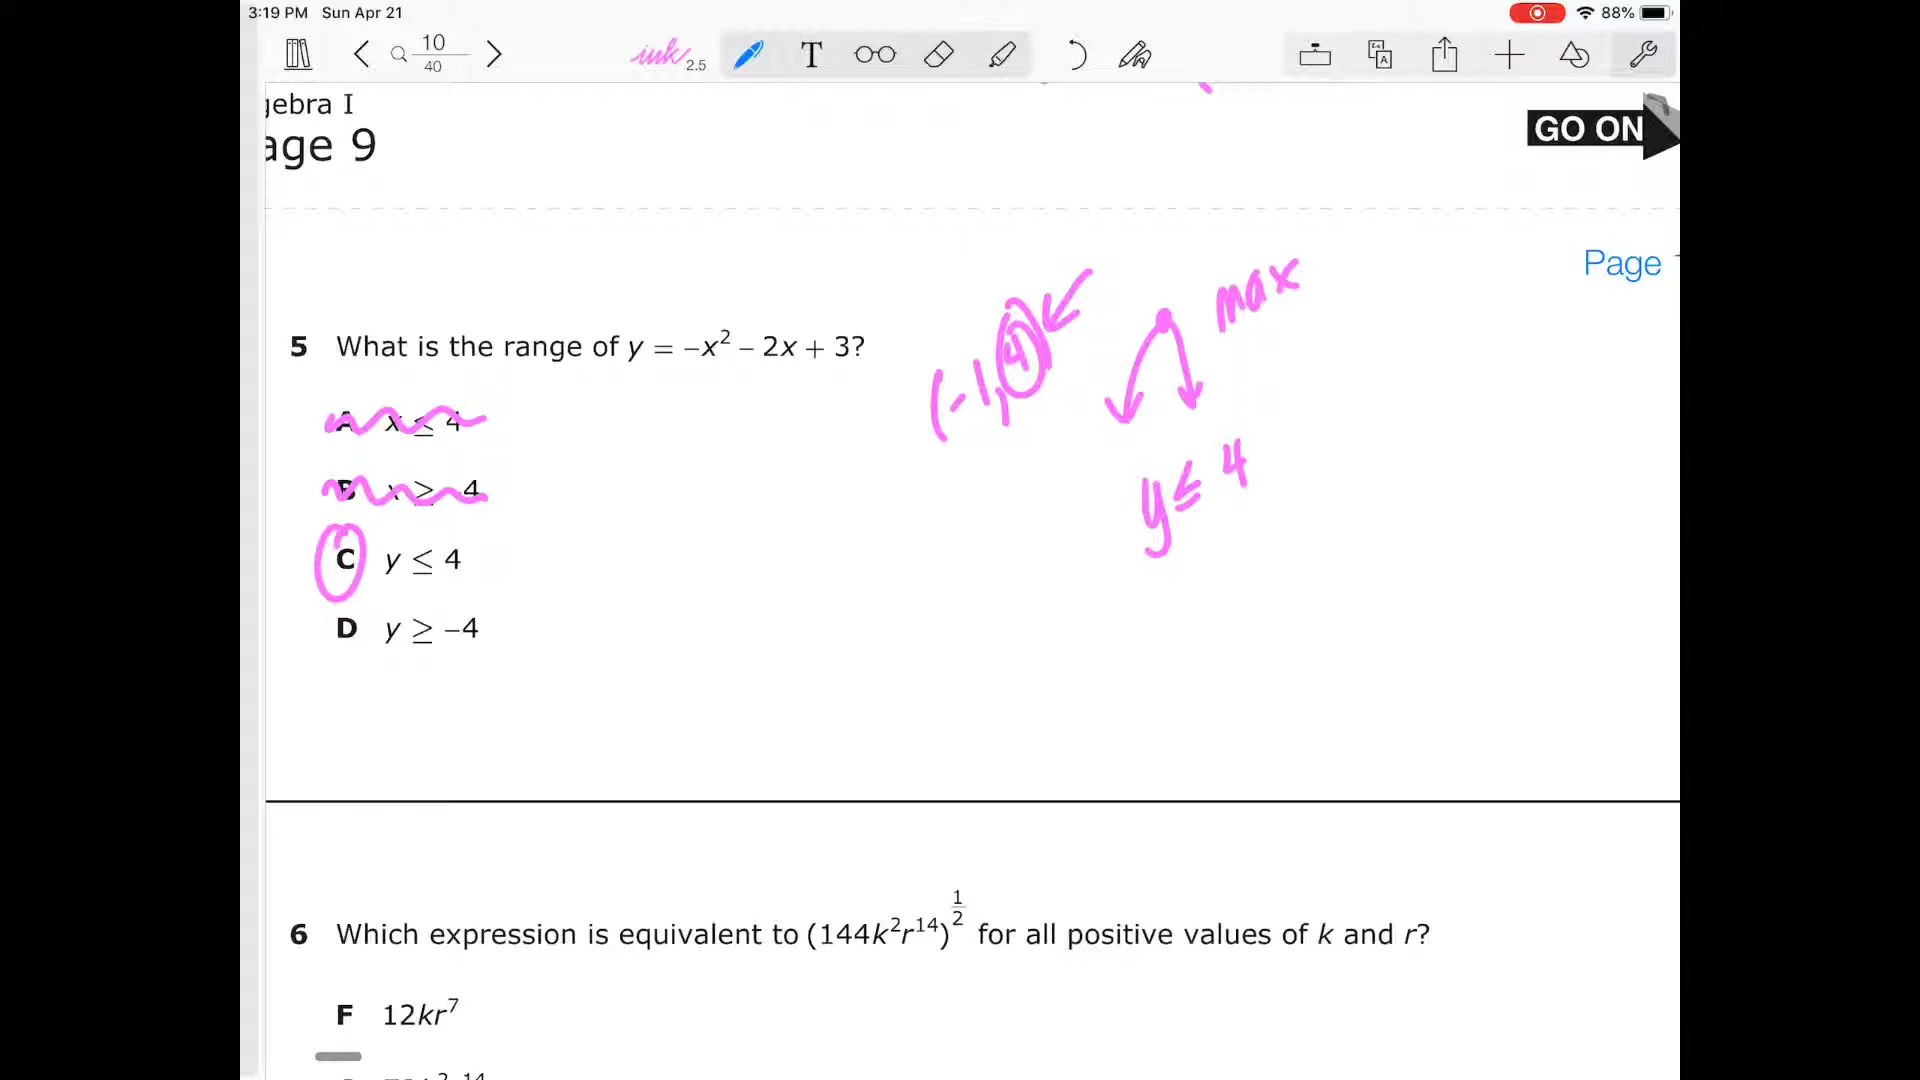 3:19 PM Sun Apr 21
88%
10
40
ink 2.5
T
gebra I
age 9
GO ON
Page
5 What is the range of y = –x² – 2x + 3?
(-1, 4)
max
y ≤ 4
A x ≤ 4
B x ≥ –4
C y ≤ 4
D y ≥ –4
6 Which expression is equivalent to (144k²r¹⁴)^(1/2) for all positive values of k and r?
F 12kr⁷